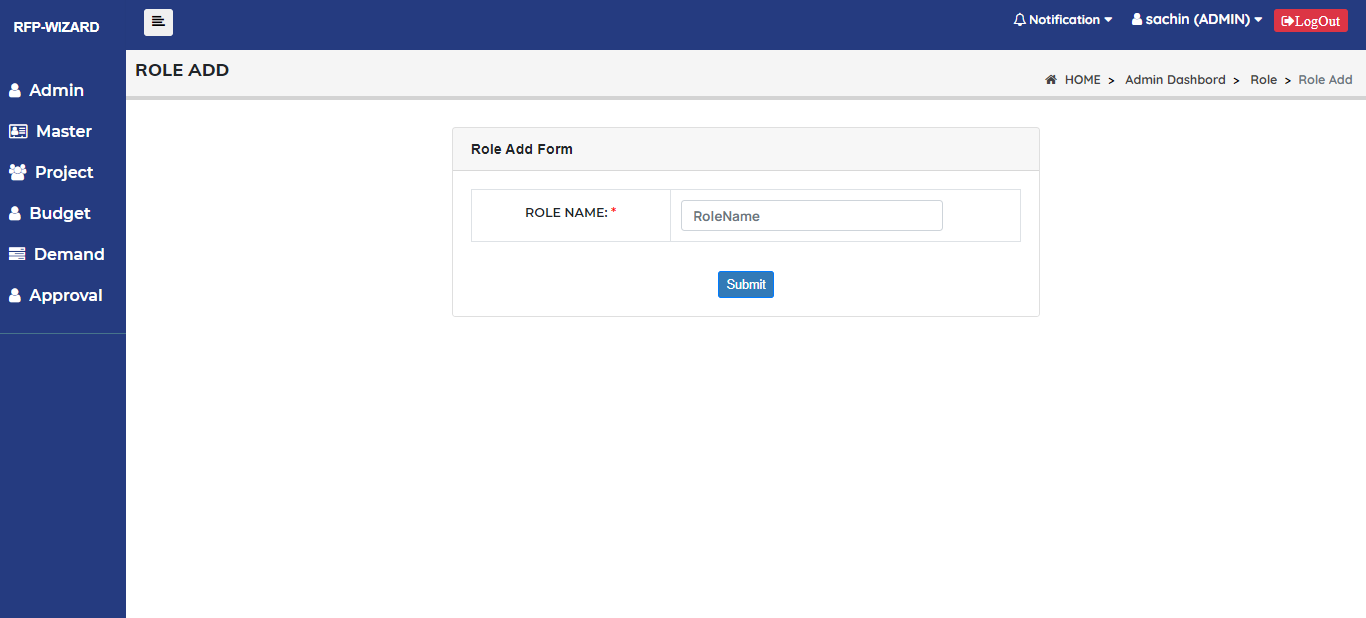 RFP-WIZARD
Notification
sachin (ADMIN)
LogOut
Admin
Master
Project
Budget
Demand
Approval
ROLE ADD
HOME > Admin Dashbord > Role > Role Add
Role Add Form
ROLE NAME: *
RoleName
Submit